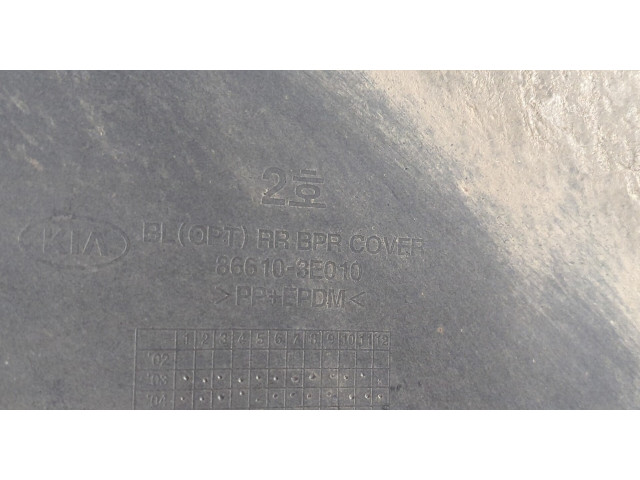 2호
KIA
BL(OPT) RR BPR COVER
86610-3E010
>PP+EPDM<
1 2 3 4 5 6 7 8 9 10 11 12
'02
'03
'04